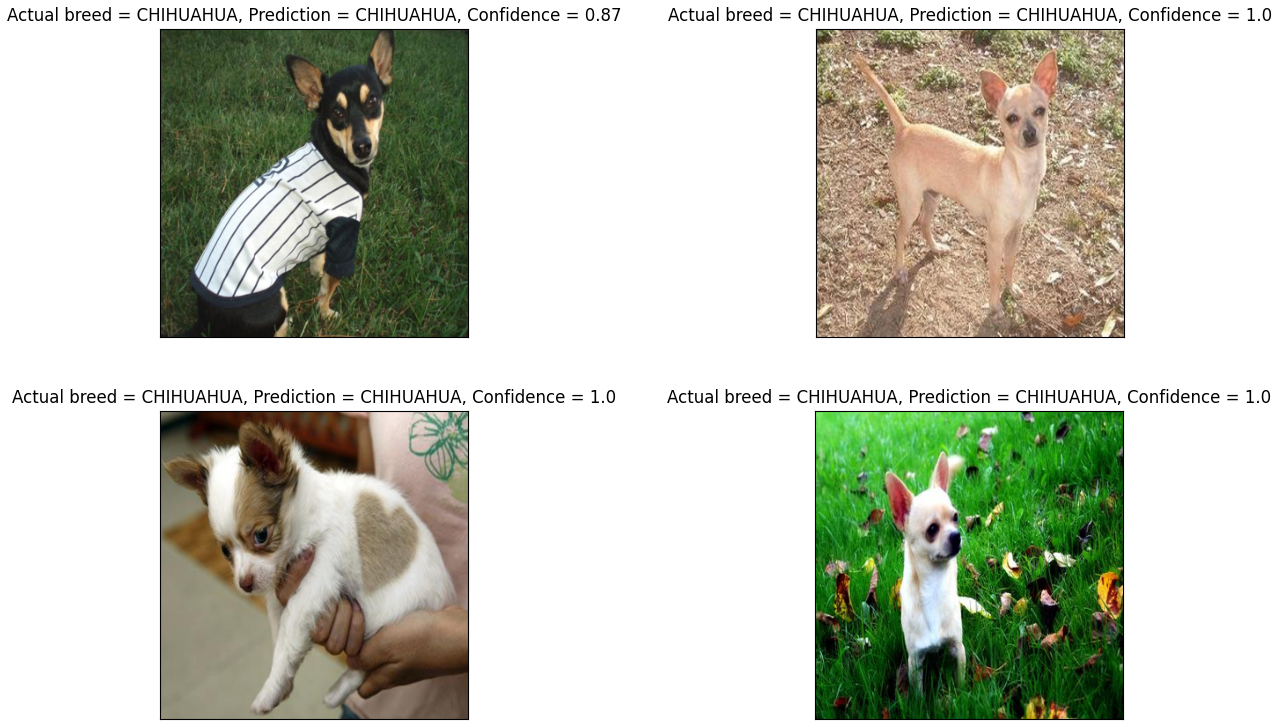 Actual breed = CHIHUAHUA, Prediction = CHIHUAHUA, Confidence = 0.87
Actual breed = CHIHUAHUA, Prediction = CHIHUAHUA, Confidence = 1.0
Actual breed = CHIHUAHUA, Prediction = CHIHUAHUA, Confidence = 1.0
Actual breed = CHIHUAHUA, Prediction = CHIHUAHUA, Confidence = 1.0